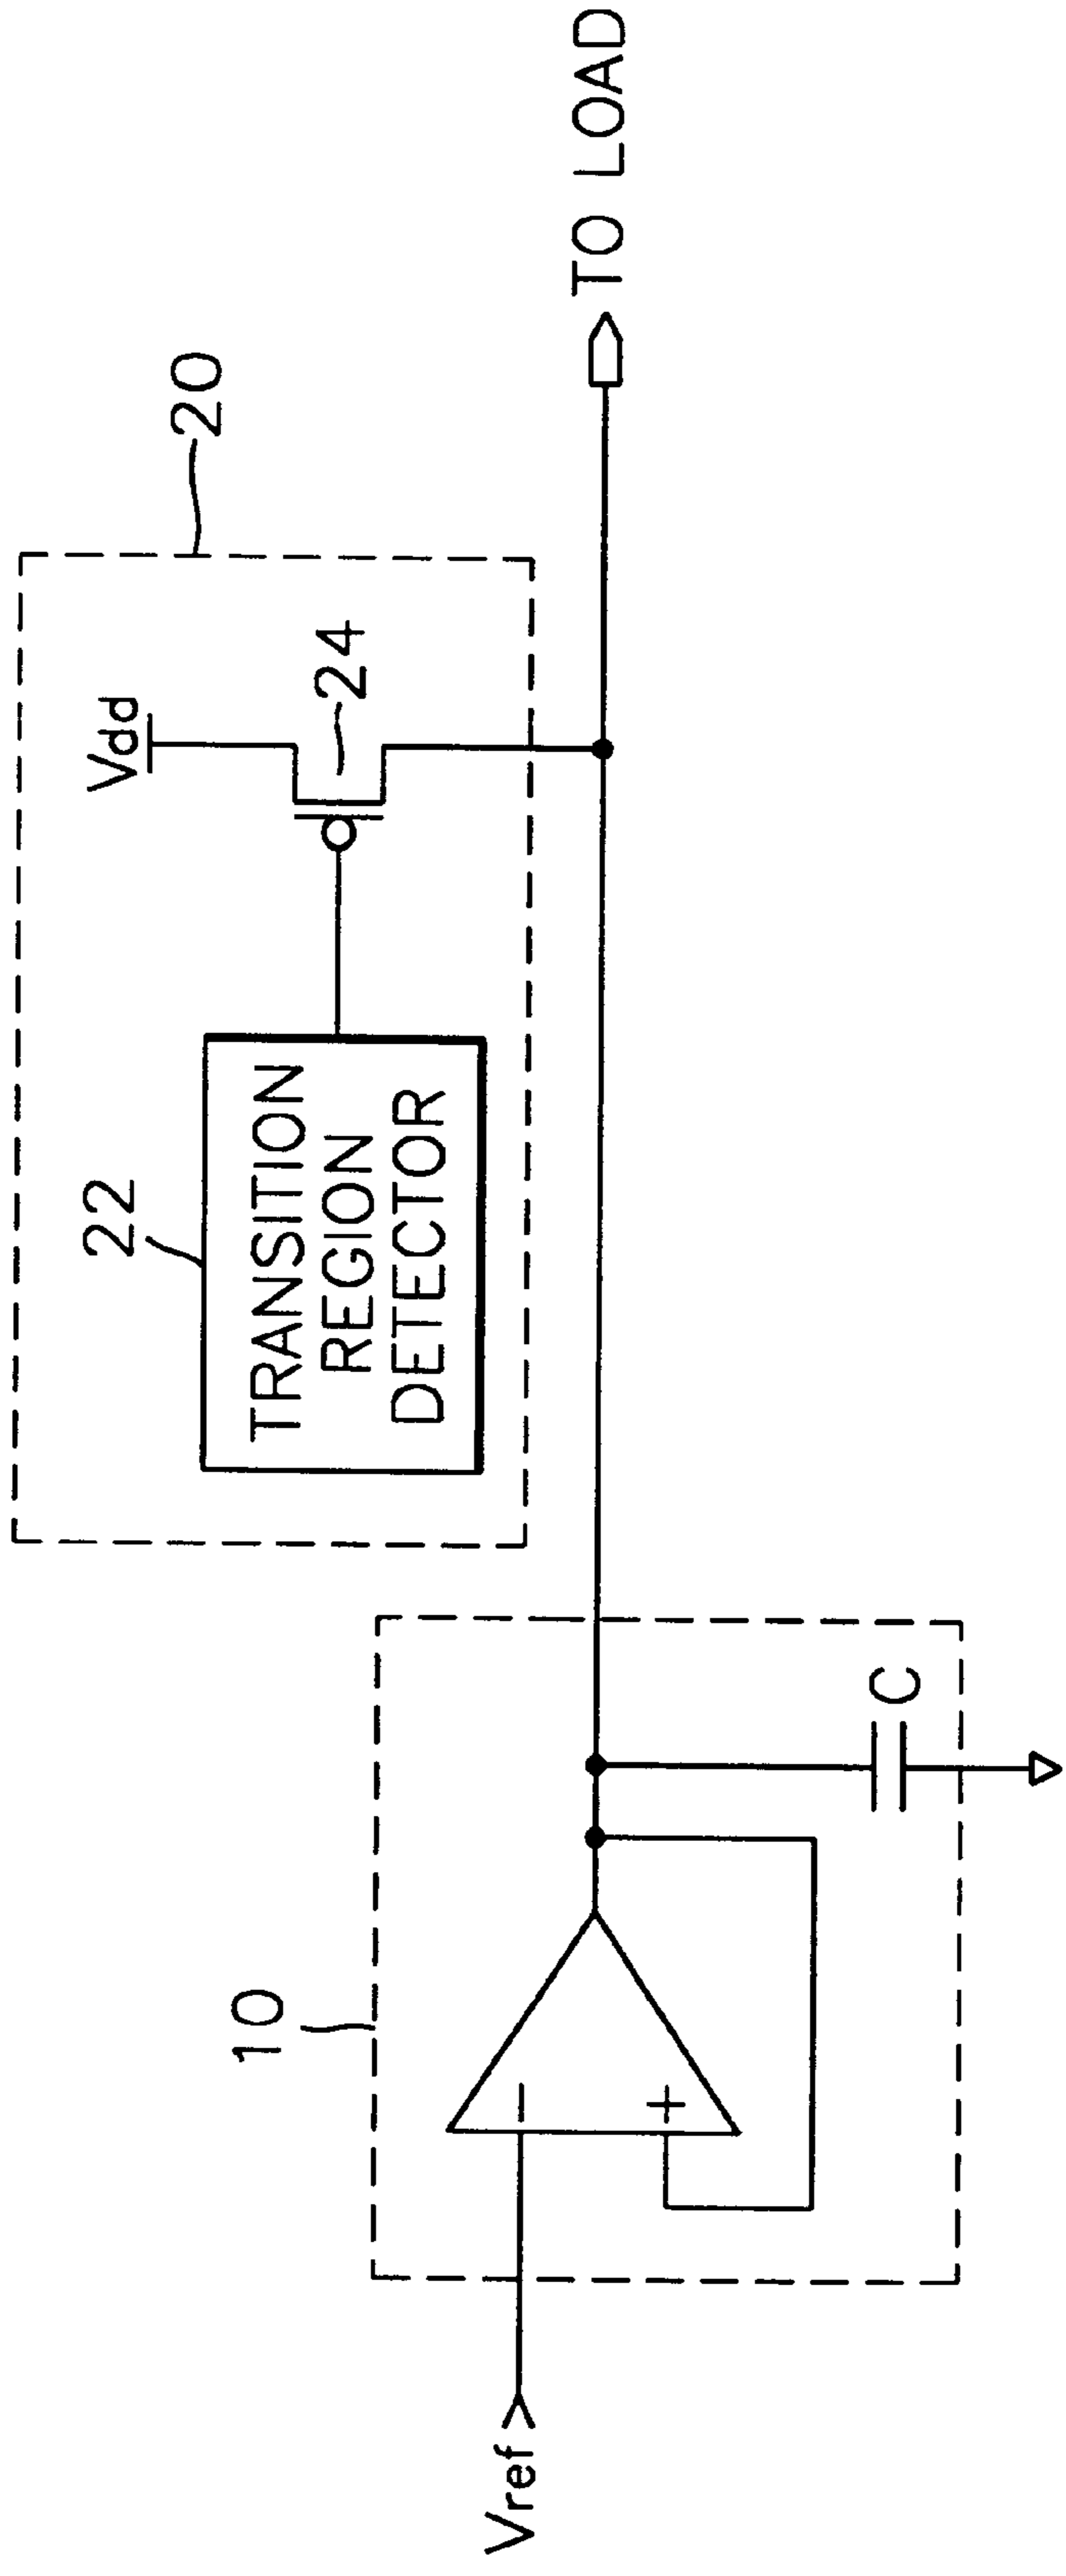 20
22
Vdd
TRANSITION
REGION
DETECTOR
24
10
Vref
−
+
C
TO LOAD